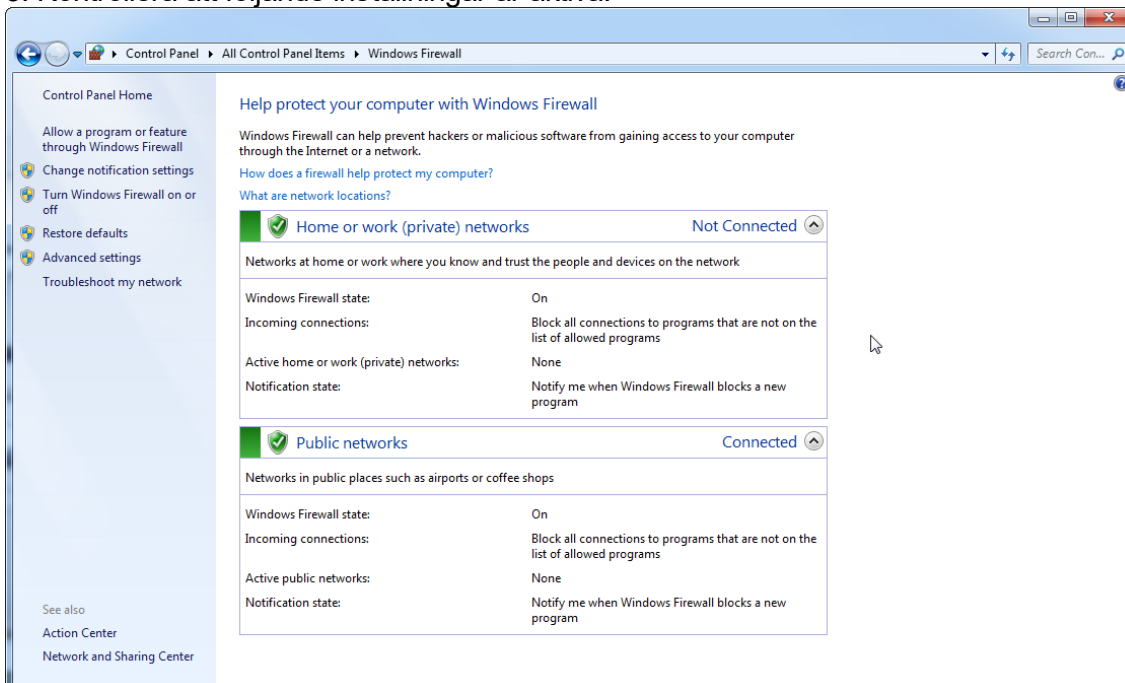 Control Panel ▸ All Control Panel Items ▸ Windows Firewall
Search Con...
Control Panel Home
Allow a program or feature
through Windows Firewall
Change notification settings
Turn Windows Firewall on or
off
Restore defaults
Advanced settings
Troubleshoot my network
See also
Action Center
Network and Sharing Center
Help protect your computer with Windows Firewall
Windows Firewall can help prevent hackers or malicious software from gaining access to your computer
through the Internet or a network.
How does a firewall help protect my computer?
What are network locations?
Home or work (private) networks Not Connected
Networks at home or work where you know and trust the people and devices on the network
Windows Firewall state: On
Incoming connections: Block all connections to programs that are not on the
list of allowed programs
Active home or work (private) networks: None
Notification state: Notify me when Windows Firewall blocks a new
program
Public networks Connected
Networks in public places such as airports or coffee shops
Windows Firewall state: On
Incoming connections: Block all connections to programs that are not on the
list of allowed programs
Active public networks: None
Notification state: Notify me when Windows Firewall blocks a new
program